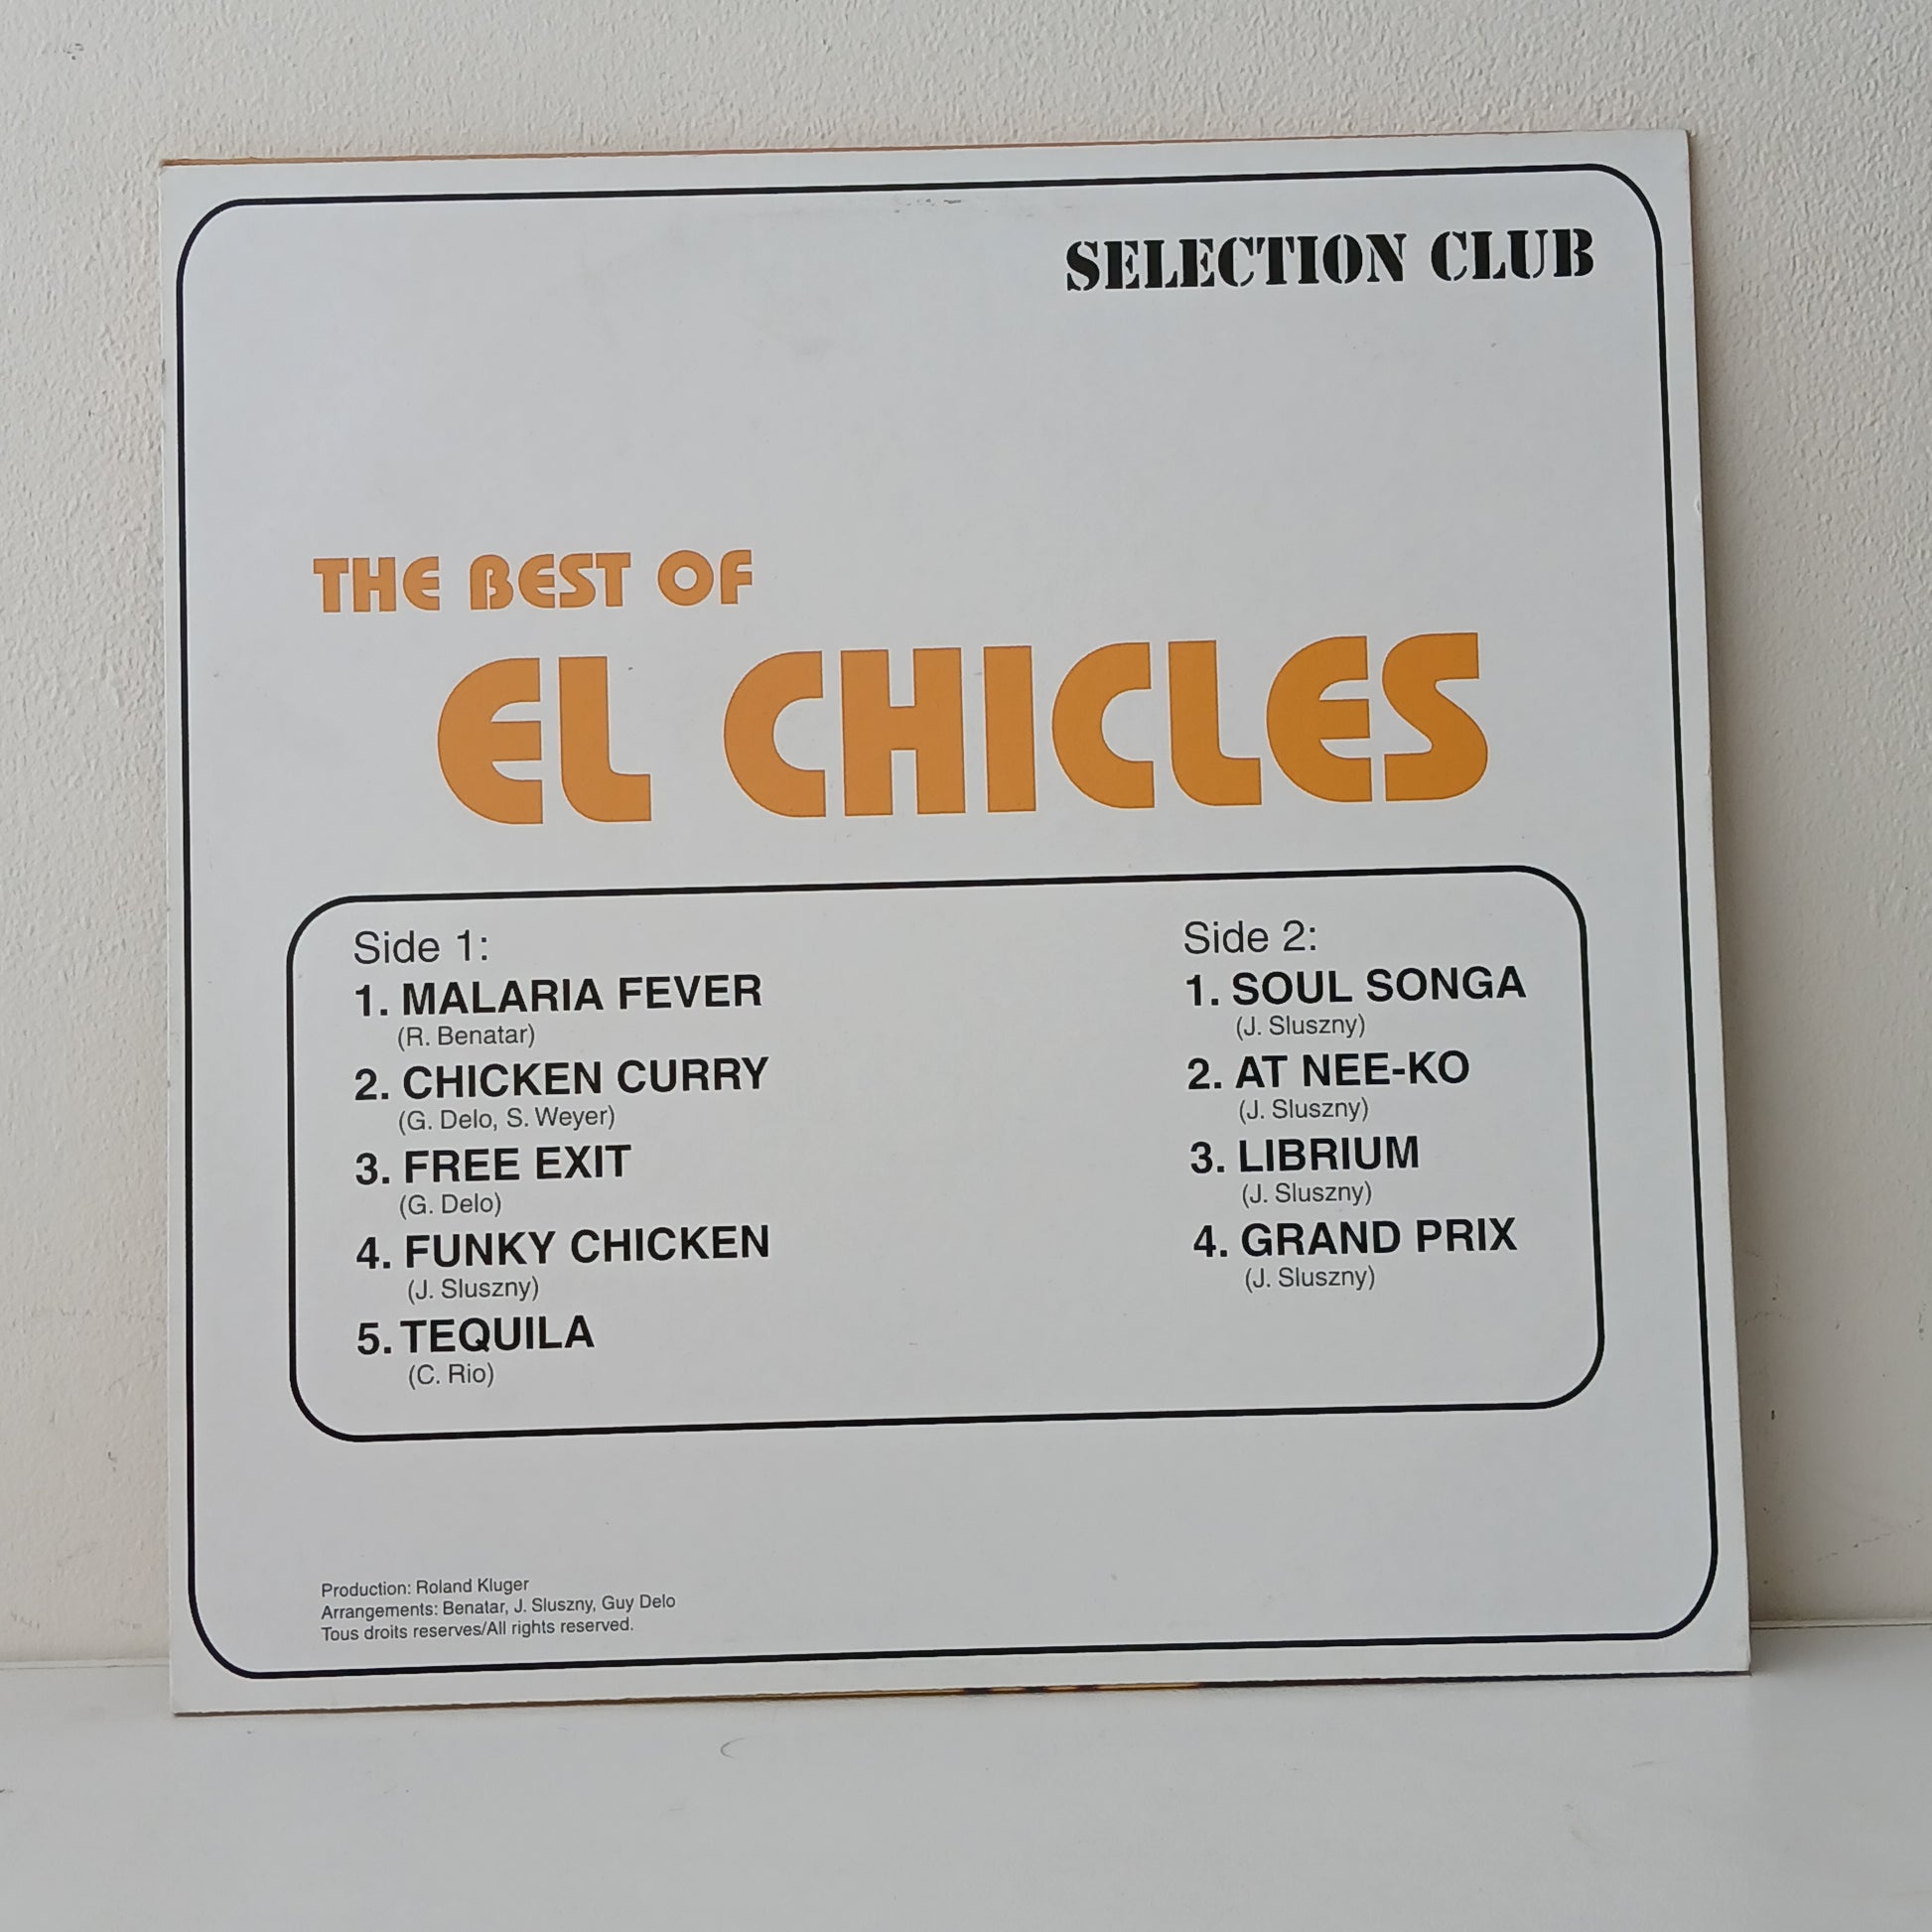 SELECTION CLUB
THE BEST OF
EL CHICLES
Side 1:
1. MALARIA FEVER
(R. Benatar)
2. CHICKEN CURRY
(G. Delo, S. Weyer)
3. FREE EXIT
(G. Delo)
4. FUNKY CHICKEN
(J. Sluszny)
5. TEQUILA
(C. Rio)
Side 2:
1. SOUL SONGA
(J. Sluszny)
2. AT NEE-KO
(J. Sluszny)
3. LIBRIUM
(J. Sluszny)
4. GRAND PRIX
(J. Sluszny)
Production: Roland Kluger
Arrangements: Benatar, J. Sluszny, Guy Delo
Tous droits reserves/All rights reserved.